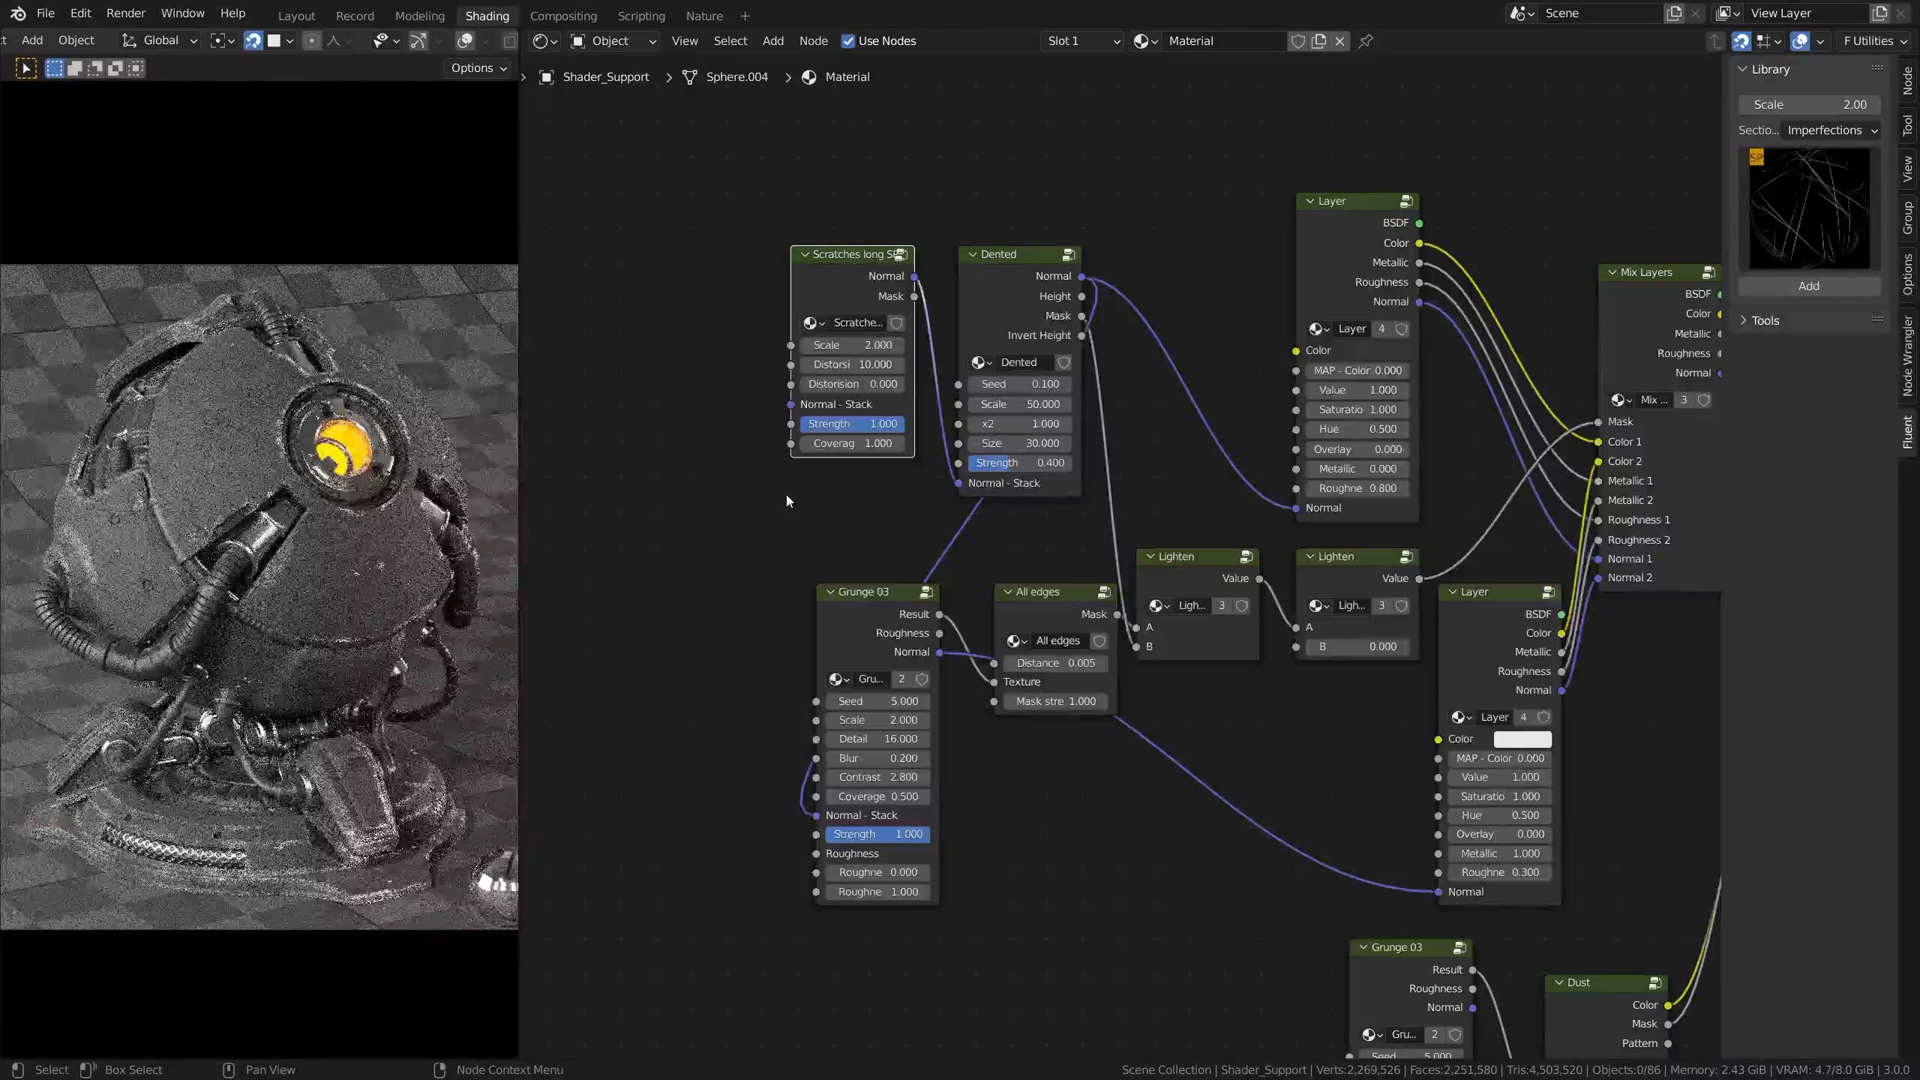 File Edit Render Window Help Layout Record Modeling Shading Compositing Scripting Nature + Scene View Layer
Add Object Global Object View Select Add Node Use Nodes Slot 1 Material F Utilities
Options
Shader_Support > Sphere.004 > Material
Library
Scale 2.00
Sectio... Imperfections
SP
Add
Tools
Node
Tool
View
Group
Options
Node Wrangler
Fluent
Scratches long S
Normal
Mask
Scratche...
Scale 2.000
Distorsi 10.000
Distorision 0.000
Normal - Stack
Strength 1.000
Coverag 1.000
Dented
Normal
Height
Mask
Invert Height
Dented
Seed 0.100
Scale 50.000
x2 1.000
Size 30.000
Strength 0.400
Normal - Stack
Layer
BSDF
Color
Metallic
Roughness
Normal
Layer 4
Color
MAP - Color 0.000
Value 1.000
Saturatio 1.000
Hue 0.500
Overlay 0.000
Metallic 0.000
Roughne 0.800
Normal
Mix Layers
BSDF
Color
Metallic
Roughness
Normal
Mix ... 3
Mask
Color 1
Color 2
Metallic 1
Metallic 2
Roughness 1
Roughness 2
Normal 1
Normal 2
Grunge 03
Result
Roughness
Normal
Gru... 2
Seed 5.000
Scale 2.000
Detail 16.000
Blur 0.200
Contrast 2.800
Coverage 0.500
Normal - Stack
Strength 1.000
Roughness
Roughne 0.000
Roughne 1.000
All edges
Mask
All edges
Distance 0.005
Texture
Mask stre 1.000
Lighten
Value
Ligh... 3
A
B
Lighten
Value
Ligh... 3
A
B 0.000
Layer
BSDF
Color
Metallic
Roughness
Normal
Layer 4
Color
MAP - Color 0.000
Value 1.000
Saturatio 1.000
Hue 0.500
Overlay 0.000
Metallic 1.000
Roughne 0.300
Normal
Grunge 03
Result
Roughness
Normal
Gru... 2
Seed 5.000
Dust
Color
Mask
Pattern
Select Box Select Pan View Node Context Menu Scene Collection | Shader_Support | Verts:2,269,526 | Faces:2,251,580 | Tris:4,503,520 | Objects:0/86 | Memory: 2.43 GiB | VRAM: 4.7/8.0 GiB | 3.0.0